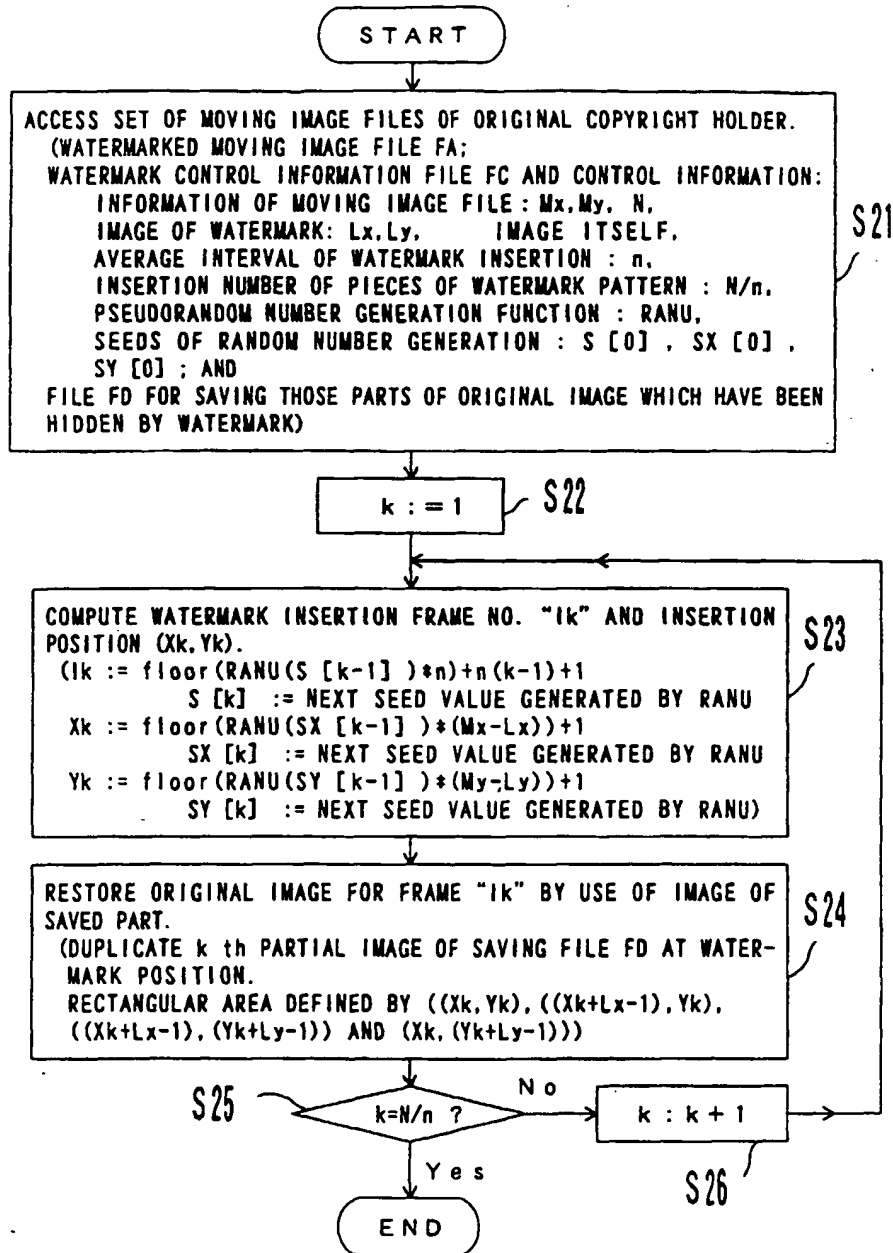 START
ACCESS SET OF MOVING IMAGE FILES OF ORIGINAL COPYRIGHT HOLDER.
(WATERMARKED MOVING IMAGE FILE FA;
WATERMARK CONTROL INFORMATION FILE FC AND CONTROL INFORMATION:
INFORMATION OF MOVING IMAGE FILE : Mx,My, N,
IMAGE OF WATERMARK: Lx,Ly, IMAGE ITSELF,
AVERAGE INTERVAL OF WATERMARK INSERTION : n,
INSERTION NUMBER OF PIECES OF WATERMARK PATTERN : N/n,
PSEUDORANDOM NUMBER GENERATION FUNCTION : RANU,
SEEDS OF RANDOM NUMBER GENERATION : S [0] , SX [0] ,
SY [0] ; AND
FILE FD FOR SAVING THOSE PARTS OF ORIGINAL IMAGE WHICH HAVE BEEN
HIDDEN BY WATERMARK)
S21
k := 1
S22
COMPUTE WATERMARK INSERTION FRAME NO. "Ik" AND INSERTION
POSITION (Xk,Yk).
(Ik := floor(RANU(S [k-1] )*n)+n(k-1)+1
S [k] := NEXT SEED VALUE GENERATED BY RANU
Xk := floor(RANU(SX [k-1] )*(Mx-Lx))+1
SX [k] := NEXT SEED VALUE GENERATED BY RANU
Yk := floor(RANU(SY [k-1] )*(My-Ly))+1
SY [k] := NEXT SEED VALUE GENERATED BY RANU)
S23
RESTORE ORIGINAL IMAGE FOR FRAME "Ik" BY USE OF IMAGE OF
SAVED PART.
(DUPLICATE k th PARTIAL IMAGE OF SAVING FILE FD AT WATER-
MARK POSITION.
RECTANGULAR AREA DEFINED BY ((Xk,Yk),((Xk+Lx-1),Yk),
((Xk+Lx-1),(Yk+Ly-1)) AND (Xk,(Yk+Ly-1)))
S24
S25
k=N/n ?
No
k : k + 1
S26
Yes
END